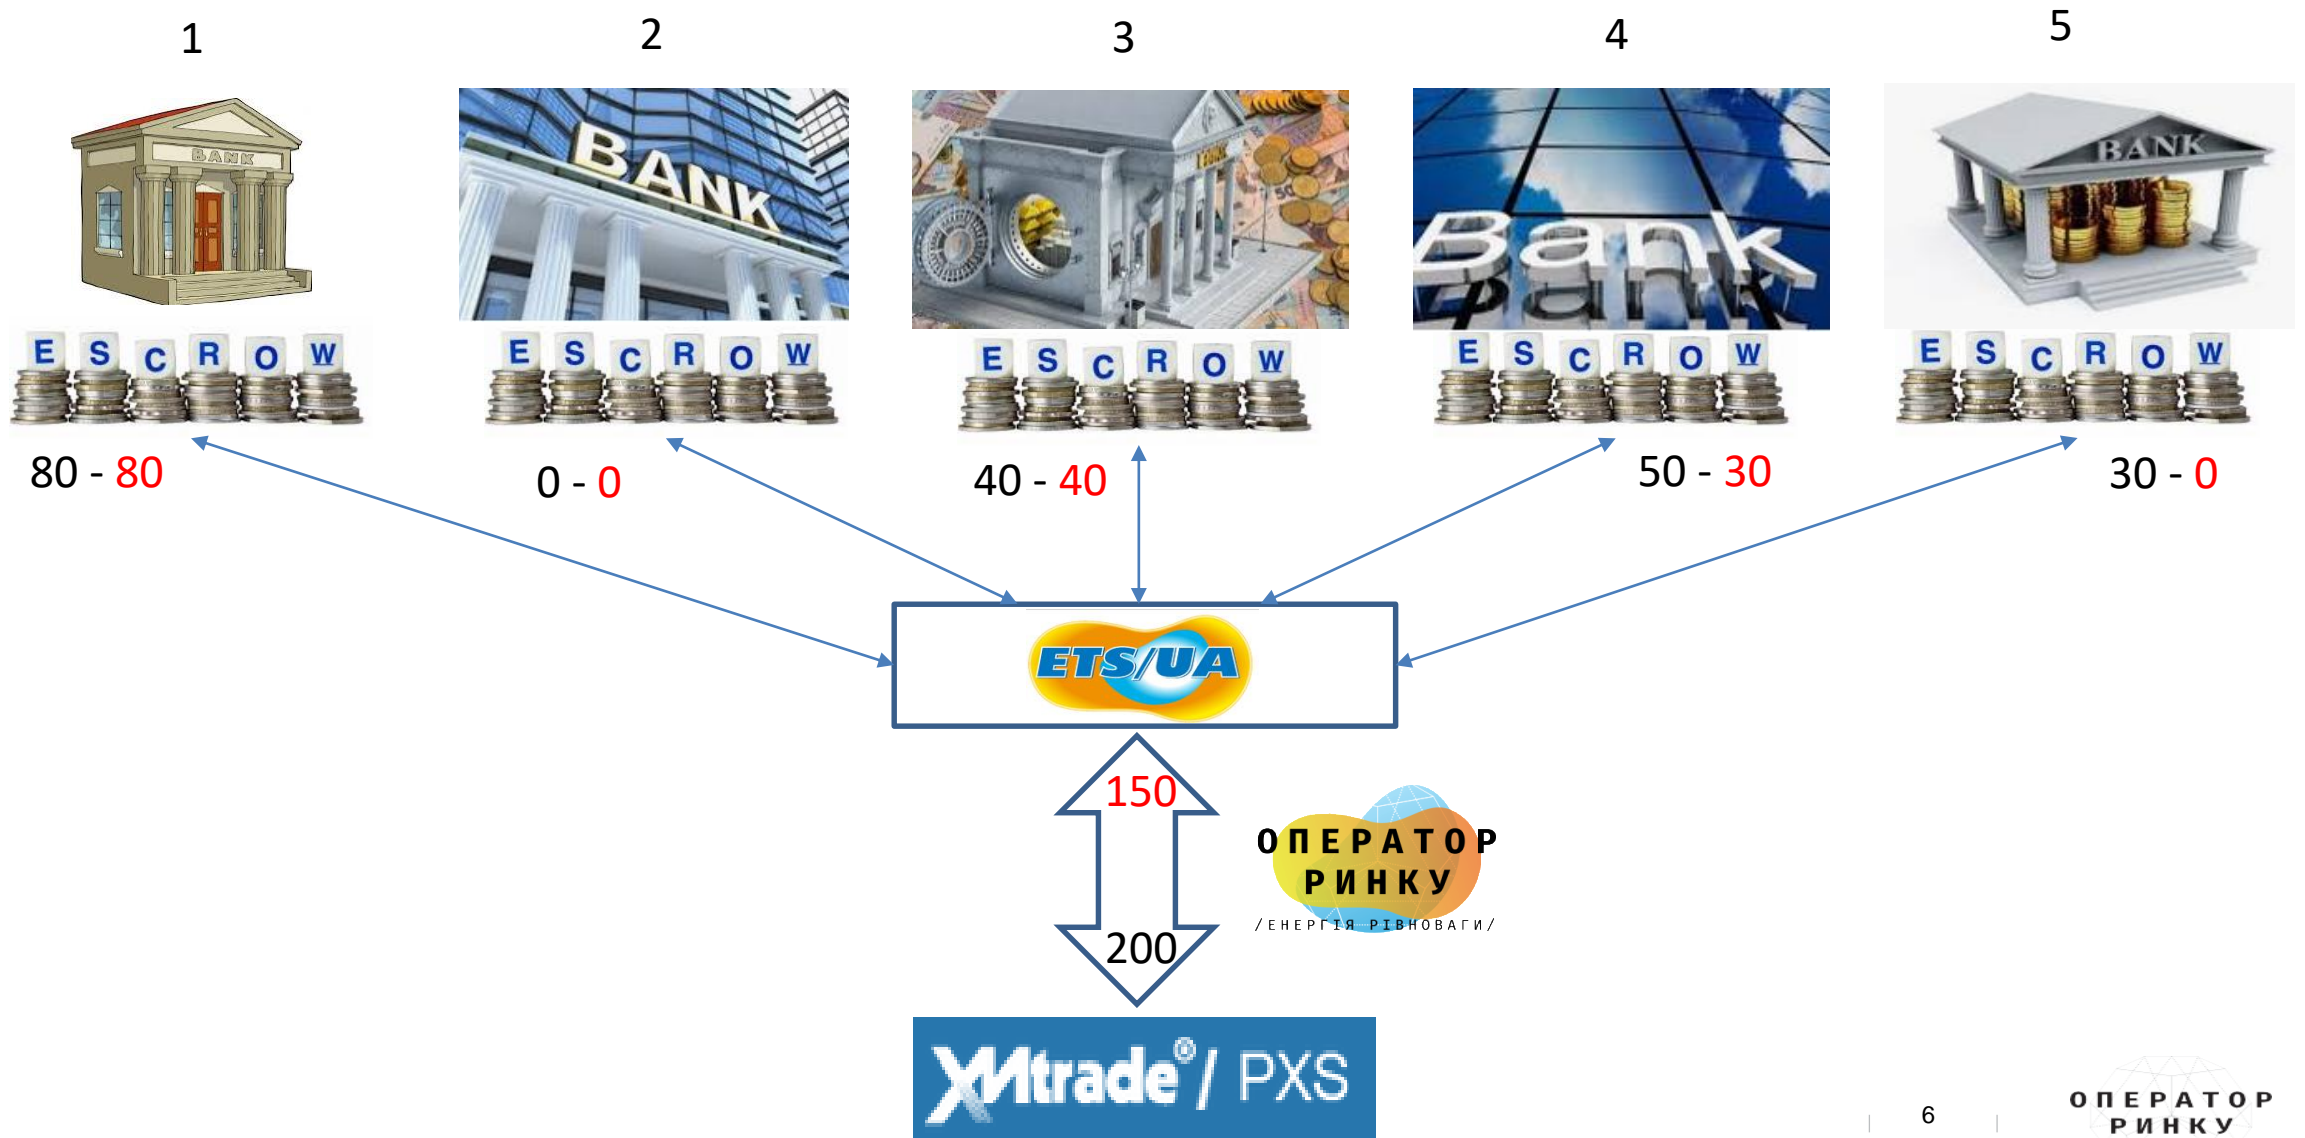 1
2
3
4
5
BANK
BANK
BANK
Bank
BANK
ESCROW
ESCROW
ESCROW
ESCROW
ESCROW
80 - 80
0 - 0
40 - 40
50 - 30
30 - 0
ETS/UA
150
200
ОПЕРАТОР
РИНКУ
/ЕНЕРГІЯ РІВНОВАГИ/
XMtrade® / PXS
6
ОПЕРАТОР
РИНКУ